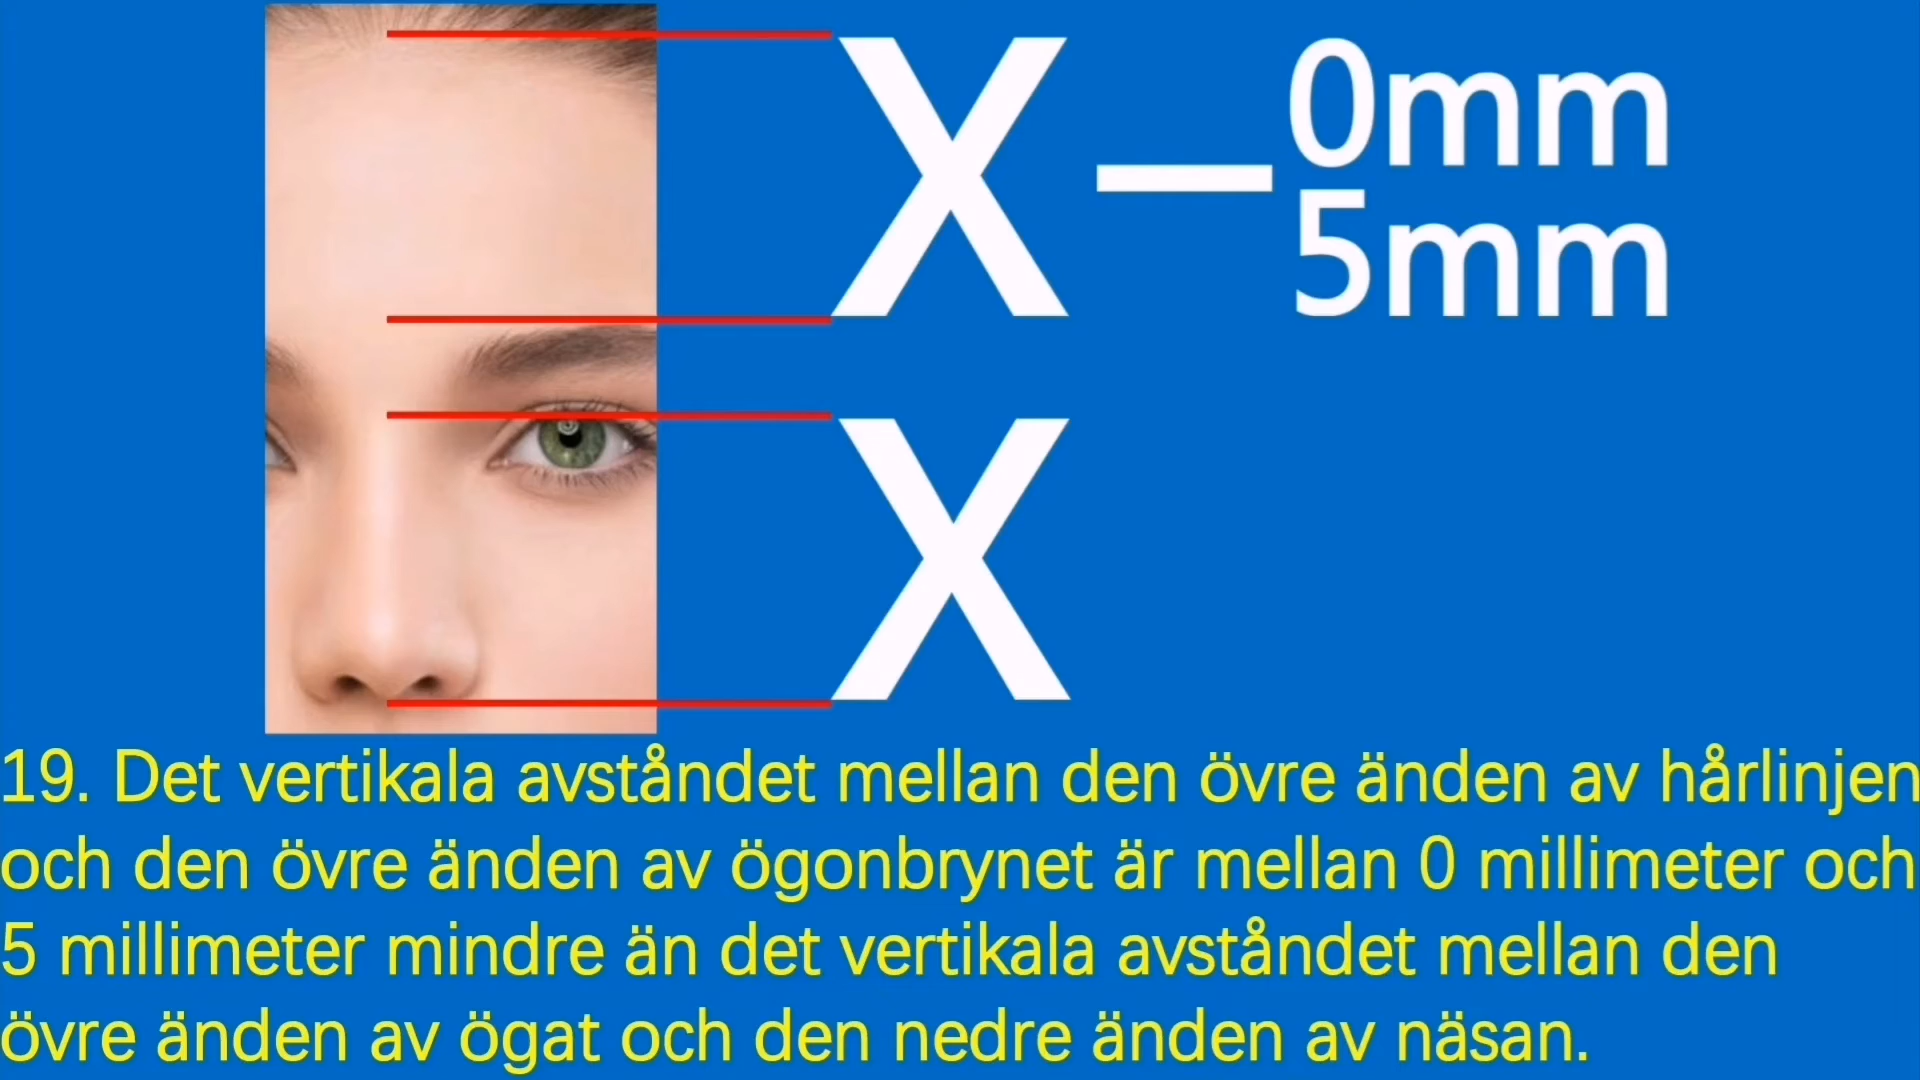 X — 0mm
5mm
X
19. Det vertikala avståndet mellan den övre änden av hårlinjen
och den övre änden av ögonbrynet är mellan 0 millimeter och
5 millimeter mindre än det vertikala avståndet mellan den
övre änden av ögat och den nedre änden av näsan.